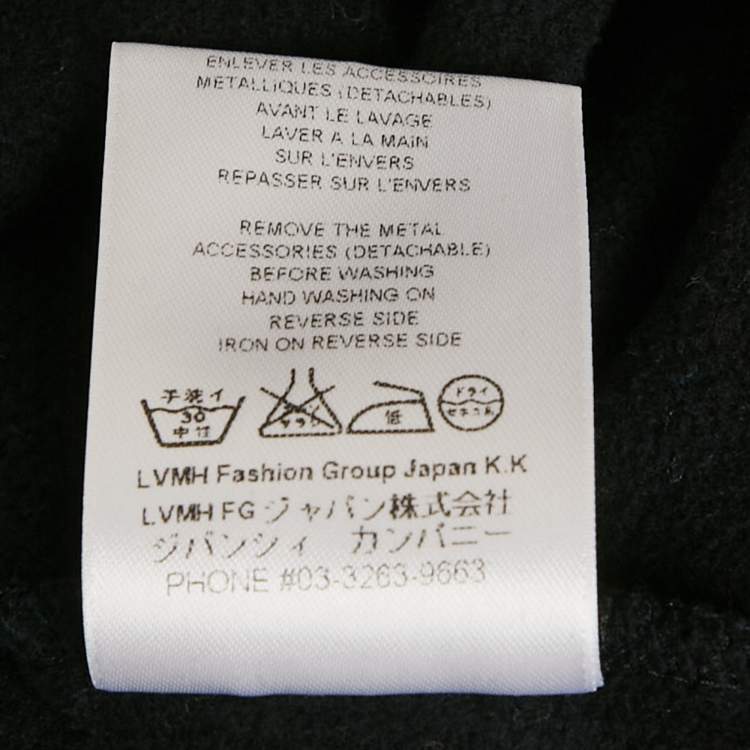 ENLEVER LES ACCESSOIRES
METALLIQUES (DETACHABLES)
AVANT LE LAVAGE
LAVER A LA MAIN
SUR L'ENVERS
REPASSER SUR L'ENVERS
REMOVE THE METAL
ACCESSORIES (DETACHABLE)
BEFORE WASHING
HAND WASHING ON
REVERSE SIDE
IRON ON REVERSE SIDE
手洗イ
30
中性
低
ドライ
LVMH Fashion Group Japan K.K
LVMH FG ジャパン株式会社
ジバンシィ カンパニー
PHONE #03-3263-9663